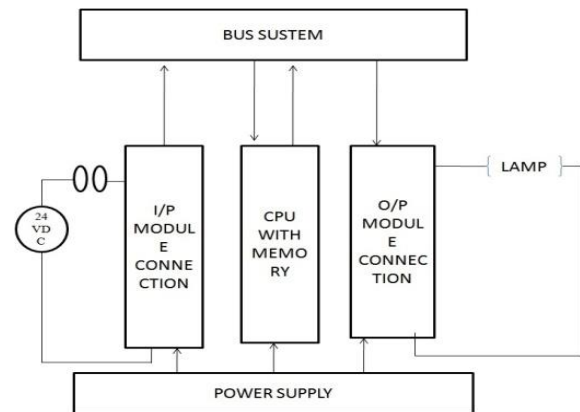 BUS SUSTEM
24
VD
C
I/P
MODUL
E
CONNE
CTION
CPU
WITH
MEMO
RY
O/P
MODUL
E
CONNEC
TION
LAMP
POWER SUPPLY